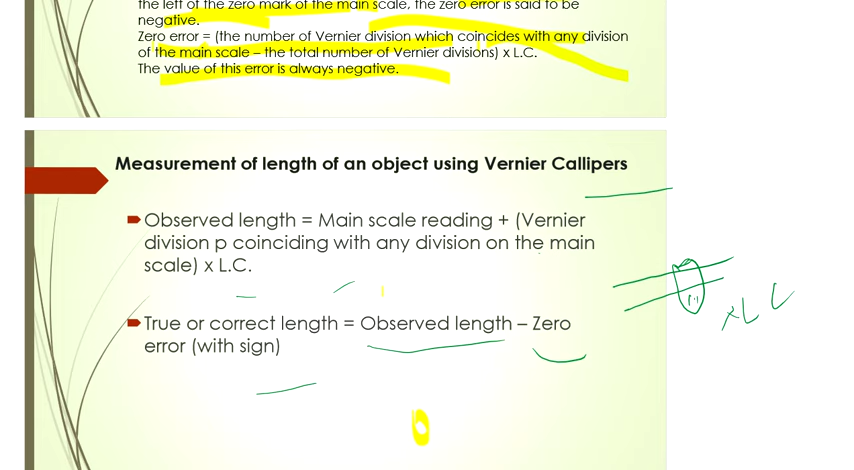 the left of the zero mark of the main scale, the zero error is said to be
negative.
Zero error = (the number of Vernier division which coincides with any division
of the main scale – the total number of Vernier divisions) x L.C.
The value of this error is always negative.
Measurement of length of an object using Vernier Callipers
Observed length = Main scale reading + (Vernier
division p coinciding with any division on the main
scale) x L.C.
True or correct length = Observed length – Zero
error (with sign)
x L C